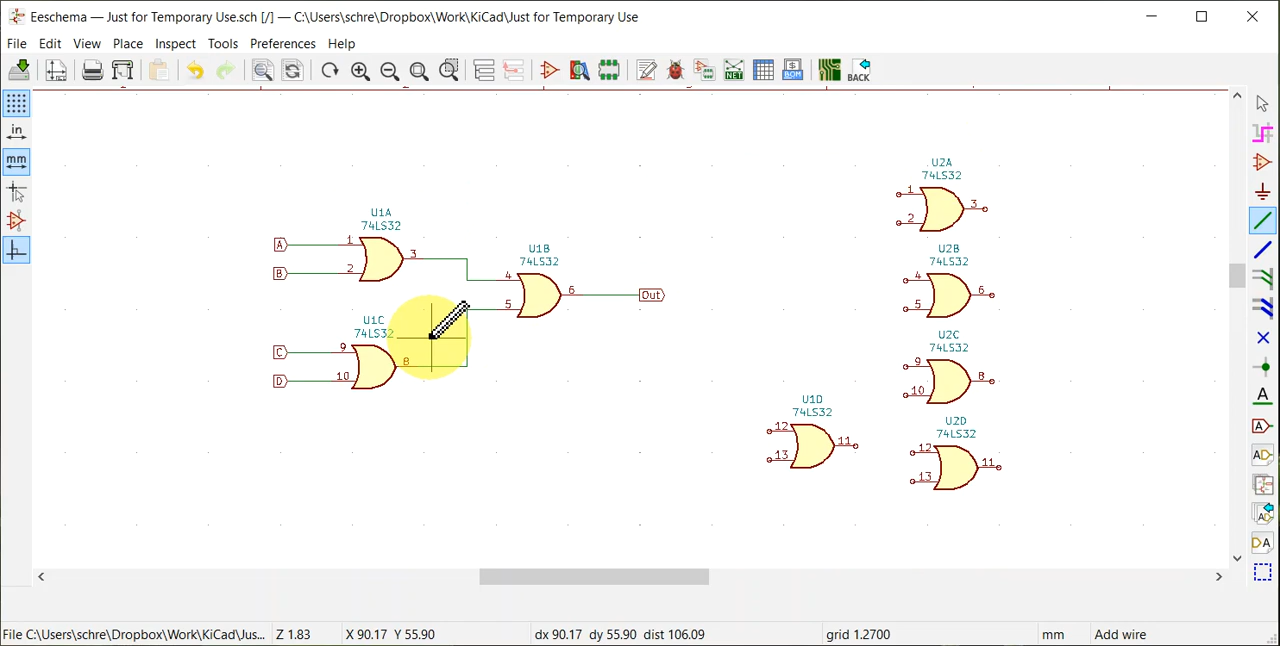 Eeschema — Just for Temporary Use.sch [/] — C:\Users\schre\Dropbox\Work\KiCad\Just for Temporary Use
File Edit View Place Inspect Tools Preferences Help
NET
BOM
BACK
in
mm
U2A
74LS32
1
2
3
U1A
74LS32
A
B
1
2
3
U1B
74LS32
4
5
6
Out
U2B
74LS32
4
5
6
U1C
74LS32
C
D
9
10
8
U2C
74LS32
9
10
8
U1D
74LS32
12
13
11
U2D
74LS32
12
13
11
A
A
AD
A
DA
File C:\Users\schre\Dropbox\Work\KiCad\Jus... Z 1.83 X 90.17 Y 55.90 dx 90.17 dy 55.90 dist 106.09 grid 1.2700 mm Add wire